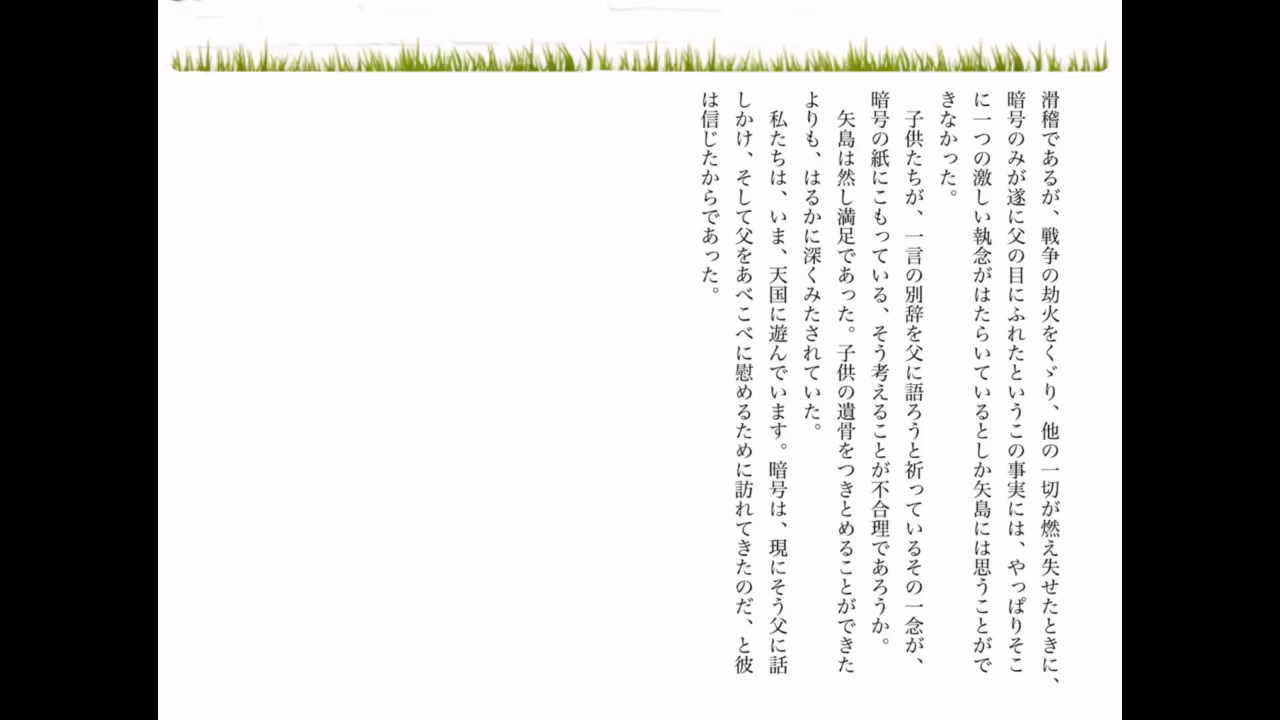 滑稽であるが、戦争の劫火をくゞり、他の一切が燃え失せたときに、
暗号のみが遂に父の目にふれたというこの事実には、やっぱりそこ
に一つの激しい執念がはたらいているとしか矢島には思うことがで
きなかった。
　子供たちが、一言の別辞を父に語ろうと祈っているその一念が、
暗号の紙にこもっている、そう考えることが不合理であろうか。
　矢島は然し満足であった。子供の遺骨をつきとめることができた
よりも、はるかに深くみたされていた。
　私たちは、いま、天国に遊んでいます。暗号は、現にそう父に話
しかけ、そして父をあべこべに慰めるために訪れてきたのだ、と彼
は信じたからであった。